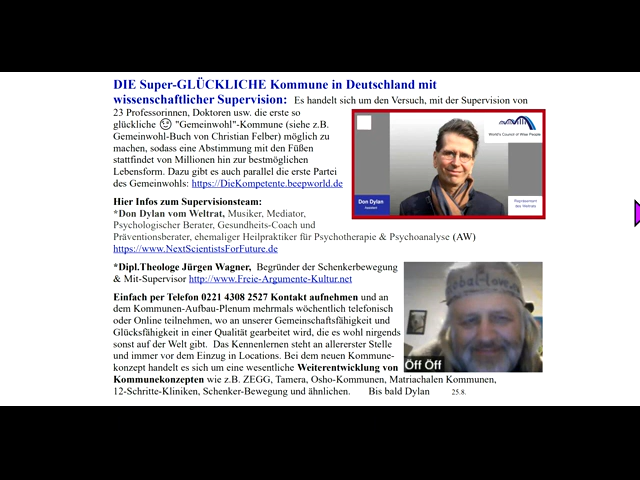 DIE Super-GLÜCKLICHE Kommune in Deutschland mit
wissenschaftlicher Supervision: Es handelt sich um den Versuch, mit der Supervision von
23 Professorinnen, Doktoren usw. die erste so
glückliche 😉 "Gemeinwohl"-Kommune (siehe z.B.
Gemeinwohl-Buch von Christian Felber) möglich zu
machen, sodass eine Abstimmung mit den Füßen
stattfindet von Millionen hin zur bestmöglichen
Lebensform. Dazu gibt es auch parallel die erste Partei
des Gemeinwohls: https://DieKompetente.beepworld.de
World's Council of Wise People
Don Dylan
Assistent
Representant
des Weltrats
Hier Infos zum Supervisionsteam:
*Don Dylan vom Weltrat, Musiker, Mediator,
Psychologischer Berater, Gesundheits-Coach und
Präventionsberater, ehemaliger Heilpraktiker für Psychotherapie & Psychoanalyse (AW)
https://www.NextScientistsForFuture.de
*Dipl.Theologe Jürgen Wagner, Begründer der Schenkerbewegung
& Mit-Supervisor http://www.Freie-Argumente-Kultur.net
Einfach per Telefon 0221 4308 2527 Kontakt aufnehmen und an
dem Kommunen-Aufbau-Plenum mehrmals wöchentlich telefonisch
oder Online teilnehmen, wo an unserer Gemeinschaftsfähigkeit und
Glücksfähigkeit in einer Qualität gearbeitet wird, die es wohl nirgends
sonst auf der Welt gibt. Das Kennenlernen steht an allererster Stelle
und immer vor dem Einzug in Locations. Bei dem neuen Kommune-
konzept handelt es sich um eine wesentliche Weiterentwicklung von
Kommunekonzepten wie z.B. ZEGG, Tamera, Osho-Kommunen, Matriachalen Kommunen,
12-Schritte-Kliniken, Schenker-Bewegung und ähnlichen. Bis bald Dylan 25.8.
Öff Öff